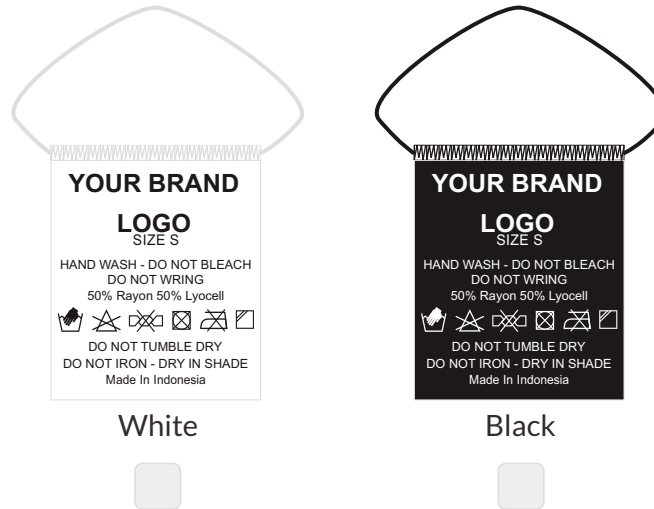 YOUR BRAND
LOGO
SIZE S
HAND WASH - DO NOT BLEACH
DO NOT WRING
50% Rayon 50% Lyocell
DO NOT TUMBLE DRY
DO NOT IRON - DRY IN SHADE
Made In Indonesia
White
YOUR BRAND
LOGO
SIZE S
HAND WASH - DO NOT BLEACH
DO NOT WRING
50% Rayon 50% Lyocell
DO NOT TUMBLE DRY
DO NOT IRON - DRY IN SHADE
Made In Indonesia
Black